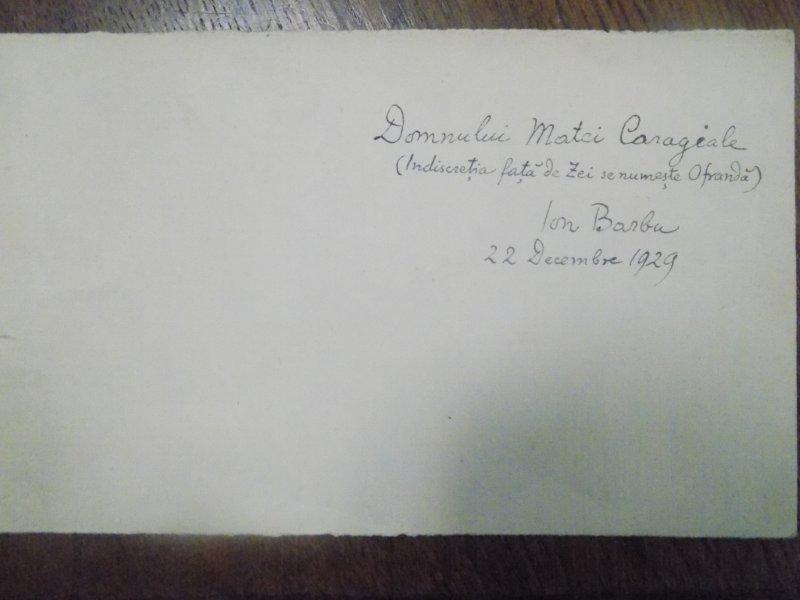 Domnului Matei Caragiale
(Indiscreția față de Zei se numește Ofrandă)
Ion Barbu
22 Decembre 1929